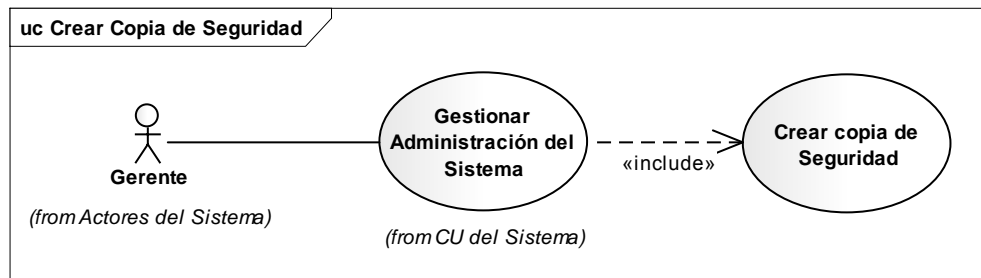 uc Crear Copia de Seguridad
Gestionar
Administración del
Sistema
Crear copia de
Seguridad
«include»
Gerente
(from Actores del Sistema)
(from CU del Sistema)